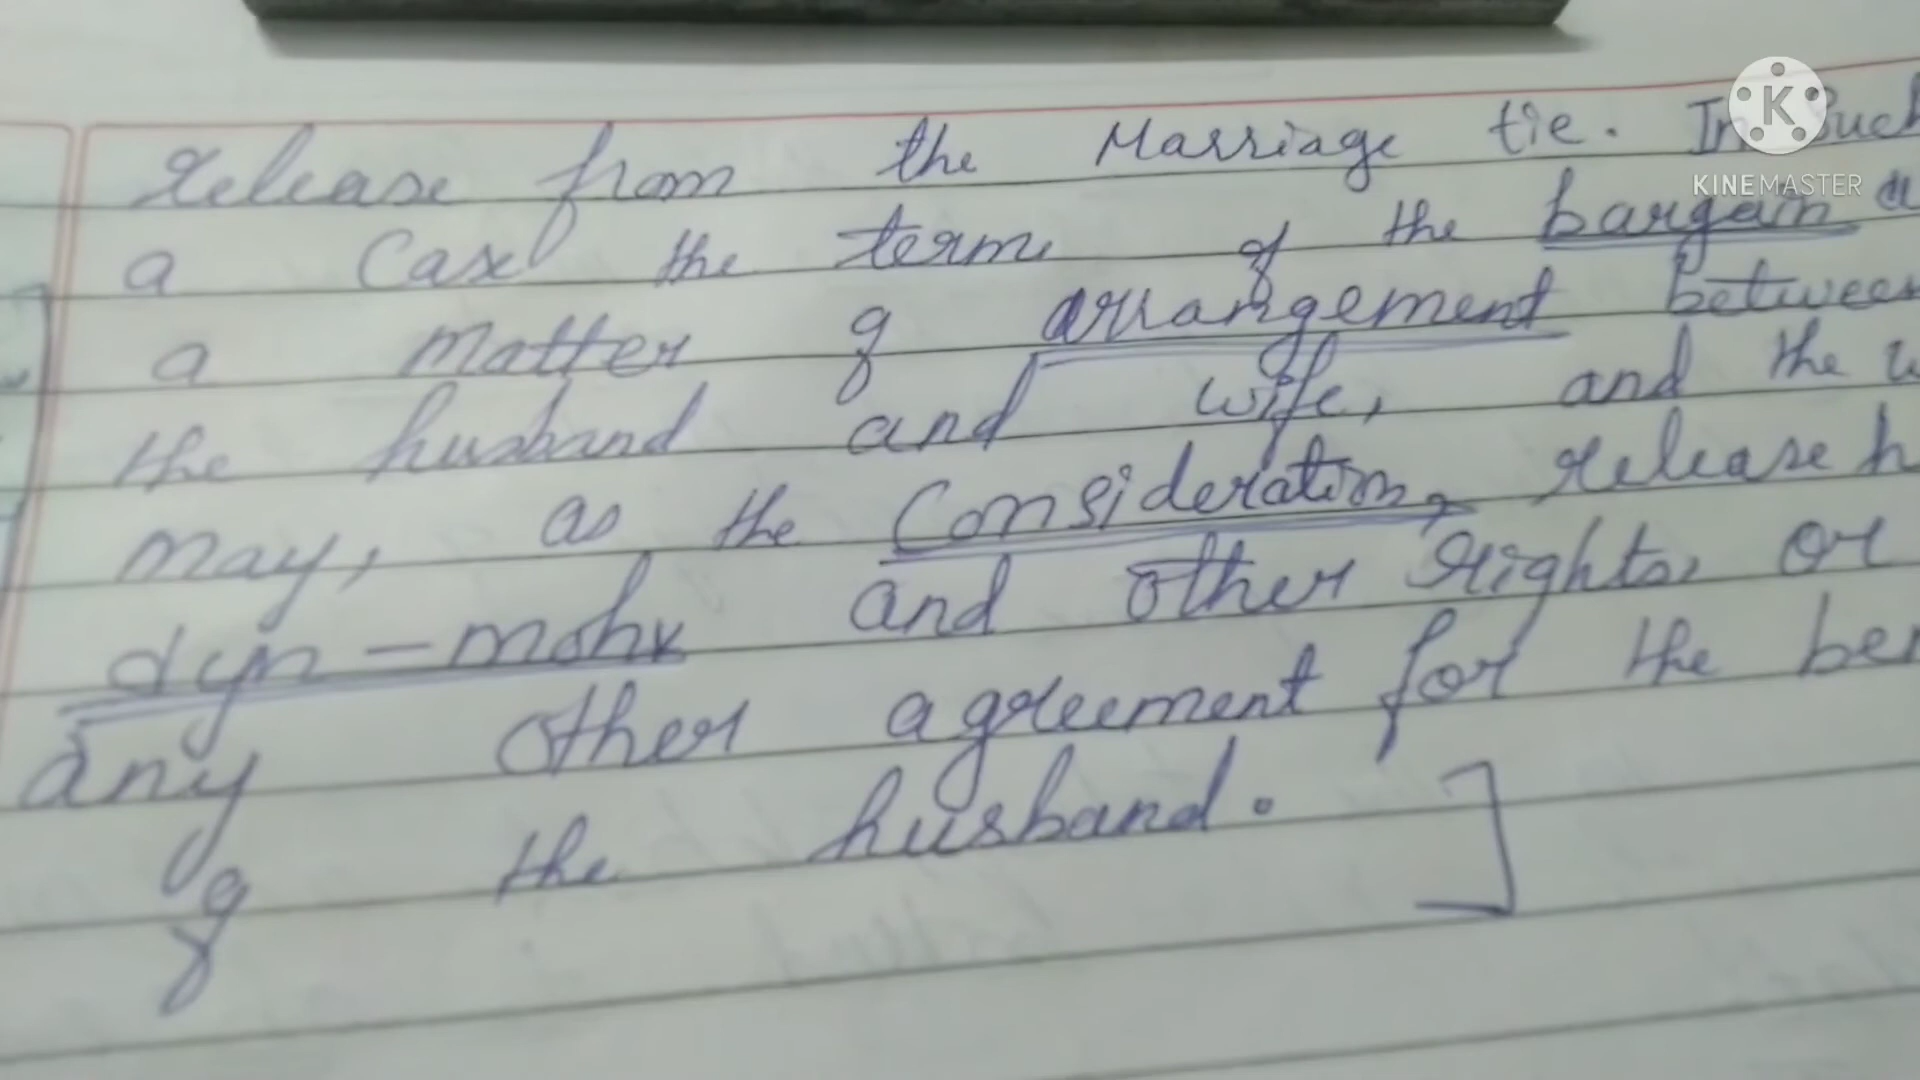 release from the Marriage tie. In such
a Case the term of the bargain
a matter of arrangement between
the husband and wife, and the
may, as the Consideration, release
dyn-mohr and other rights, or
any other agreement for the
of the husband.
KINEMASTER